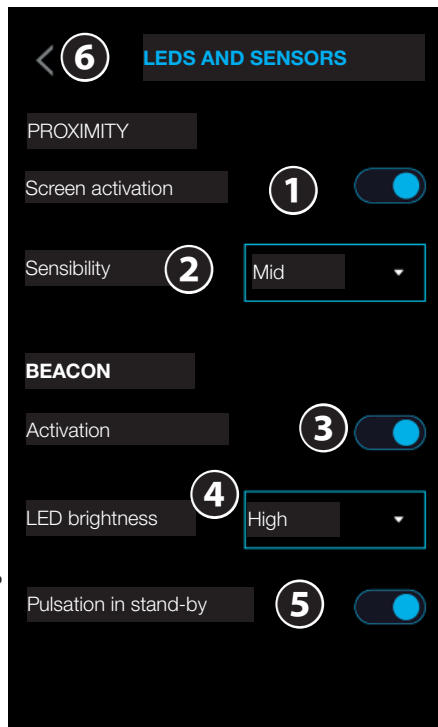 6 LEDS AND SENSORS
PROXIMITY
Screen activation 1
Sensibility 2 Mid
BEACON
Activation 3
LED brightness 4 High
Pulsation in stand-by 5